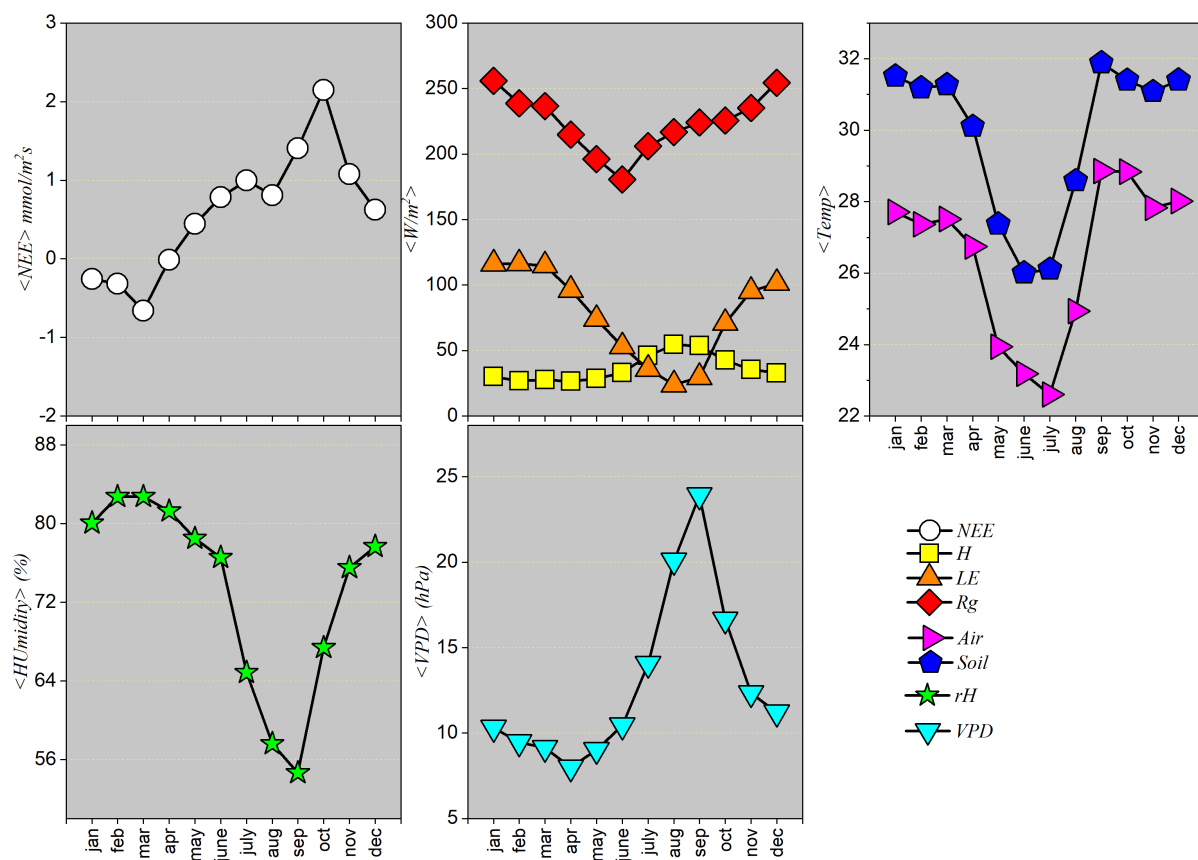 <NEE> mmol/m²s
3
2
1
0
-1
-2
<W/m²>
300
250
200
150
100
50
0
<Temp>
32
30
28
26
24
22
jan
feb
mar
apr
may
june
july
aug
sep
oct
nov
dec
<HUmidity> (%)
88
80
72
64
56
jan
feb
mar
apr
may
june
july
aug
sep
oct
nov
dec
<VPD> (hPa)
25
20
15
10
5
jan
feb
mar
apr
may
june
july
aug
sep
oct
nov
dec
NEE
H
LE
Rg
Air
Soil
rH
VPD